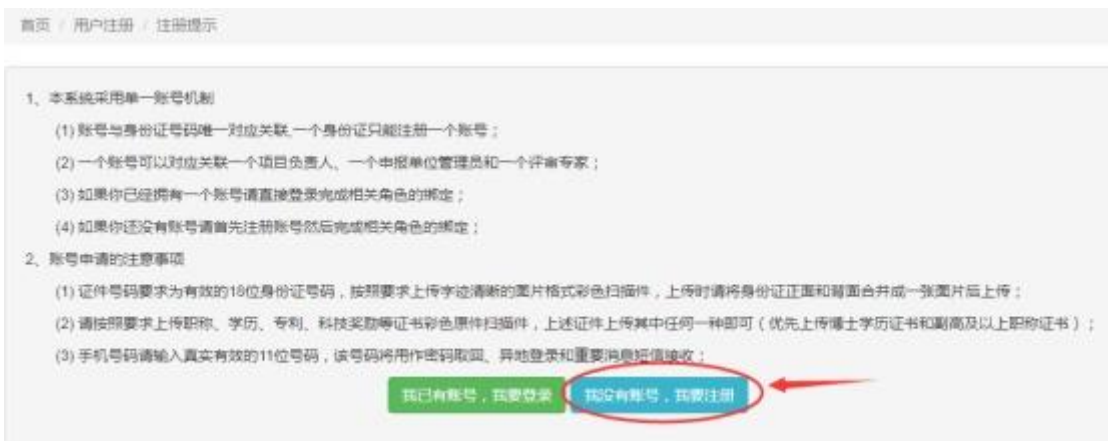 首页 / 用户注册 / 注册提示
1、本系统采用单一账号机制
(1) 账号与身份证号码唯一对应关联,一个身份证只能注册一个账号；
(2) 一个账号可以对应关联一个项目负责人、一个申报单位管理员和一个评审专家；
(3) 如果你已经拥有一个账号请直接登录完成相关角色的绑定；
(4) 如果你还没有账号请首先注册账号然后完成相关角色的绑定；
2、账号申请的注意事项
(1) 证件号码要求为有效的18位身份证号码，按照要求上传字迹清晰的图片格式彩色扫描件，上传时请将身份证正面和背面合并成一张图片后上传；
(2) 请按照要求上传职称、学历、专利、科技奖励等证书彩色原件扫描件，上述证件上传其中任何一种即可（优先上传博士学历证书和副高及以上职称证书）；
(3) 手机号码请输入真实有效的11位号码，该号码将用作密码取回、异地登录和重要消息短信接收；
我已有账号，我要登录 我没有账号，我要注册